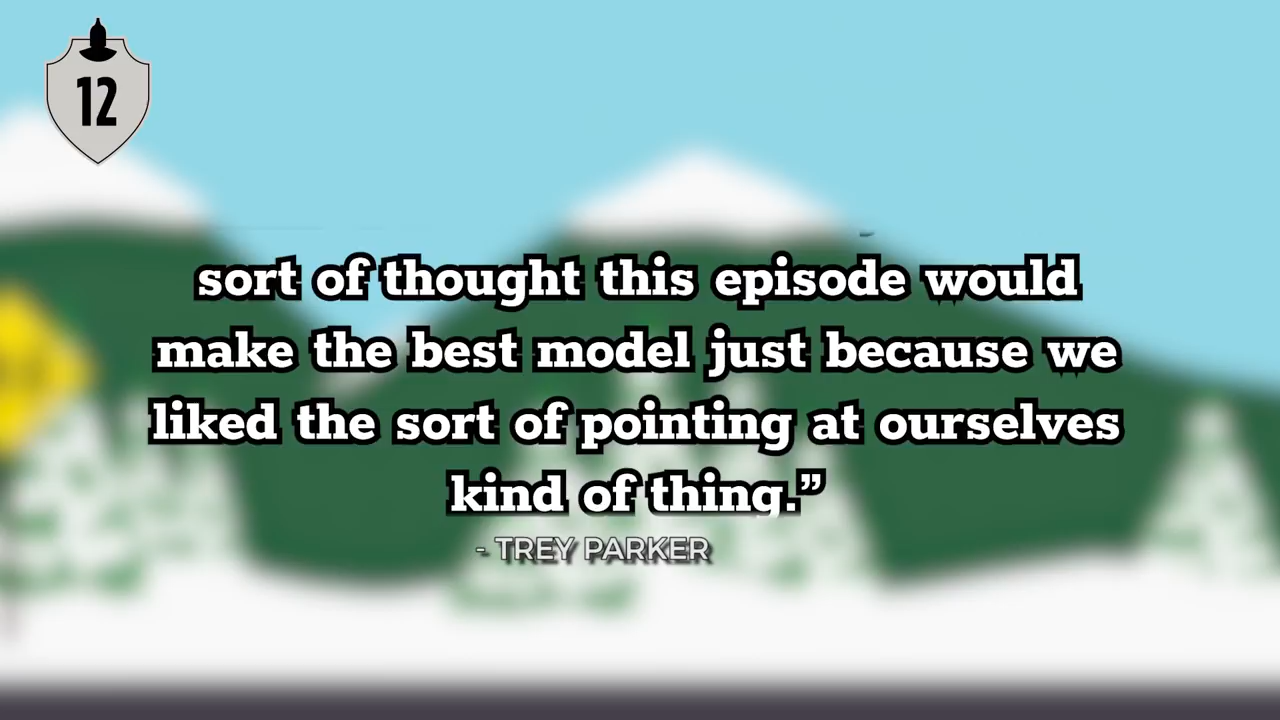 12
sort of thought this episode would
make the best model just because we
liked the sort of pointing at ourselves
kind of thing.”
- TREY PARKER